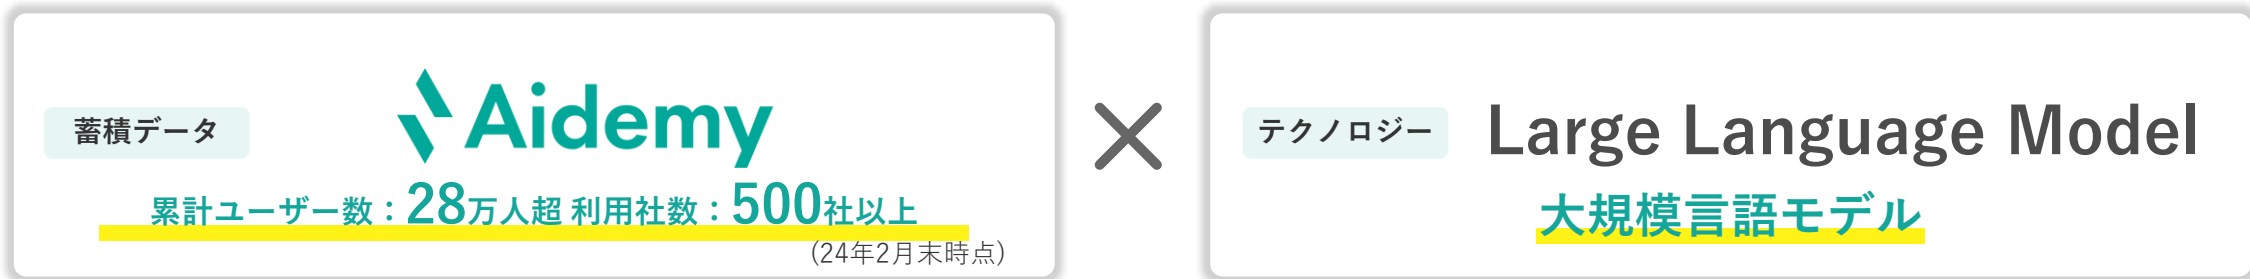 蓄積データ
Aidemy
累計ユーザー数：28万人超 利用社数：500社以上
(24年2月末時点)
×
テクノロジー
Large Language Model
大規模言語モデル